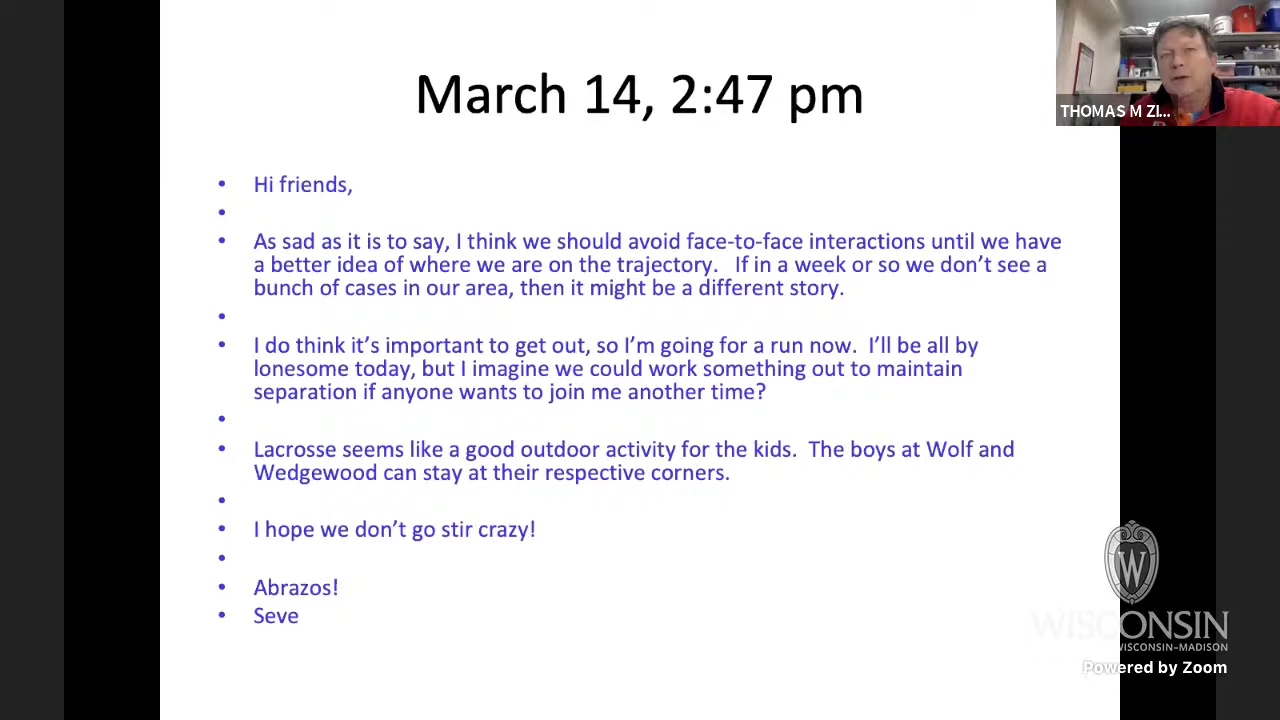 March 14, 2:47 pm
THOMAS M ZI...
• Hi friends,
•
• As sad as it is to say, I think we should avoid face-to-face interactions until we have
a better idea of where we are on the trajectory.   If in a week or so we don't see a
bunch of cases in our area, then it might be a different story.
•
• I do think it's important to get out, so I'm going for a run now.  I'll be all by
lonesome today, but I imagine we could work something out to maintain
separation if anyone wants to join me another time?
•
• Lacrosse seems like a good outdoor activity for the kids.  The boys at Wolf and
Wedgewood can stay at their respective corners.
•
• I hope we don't go stir crazy!
•
• Abrazos!
• Seve
W
WISCONSIN
WISCONSIN–MADISON
Powered by Zoom